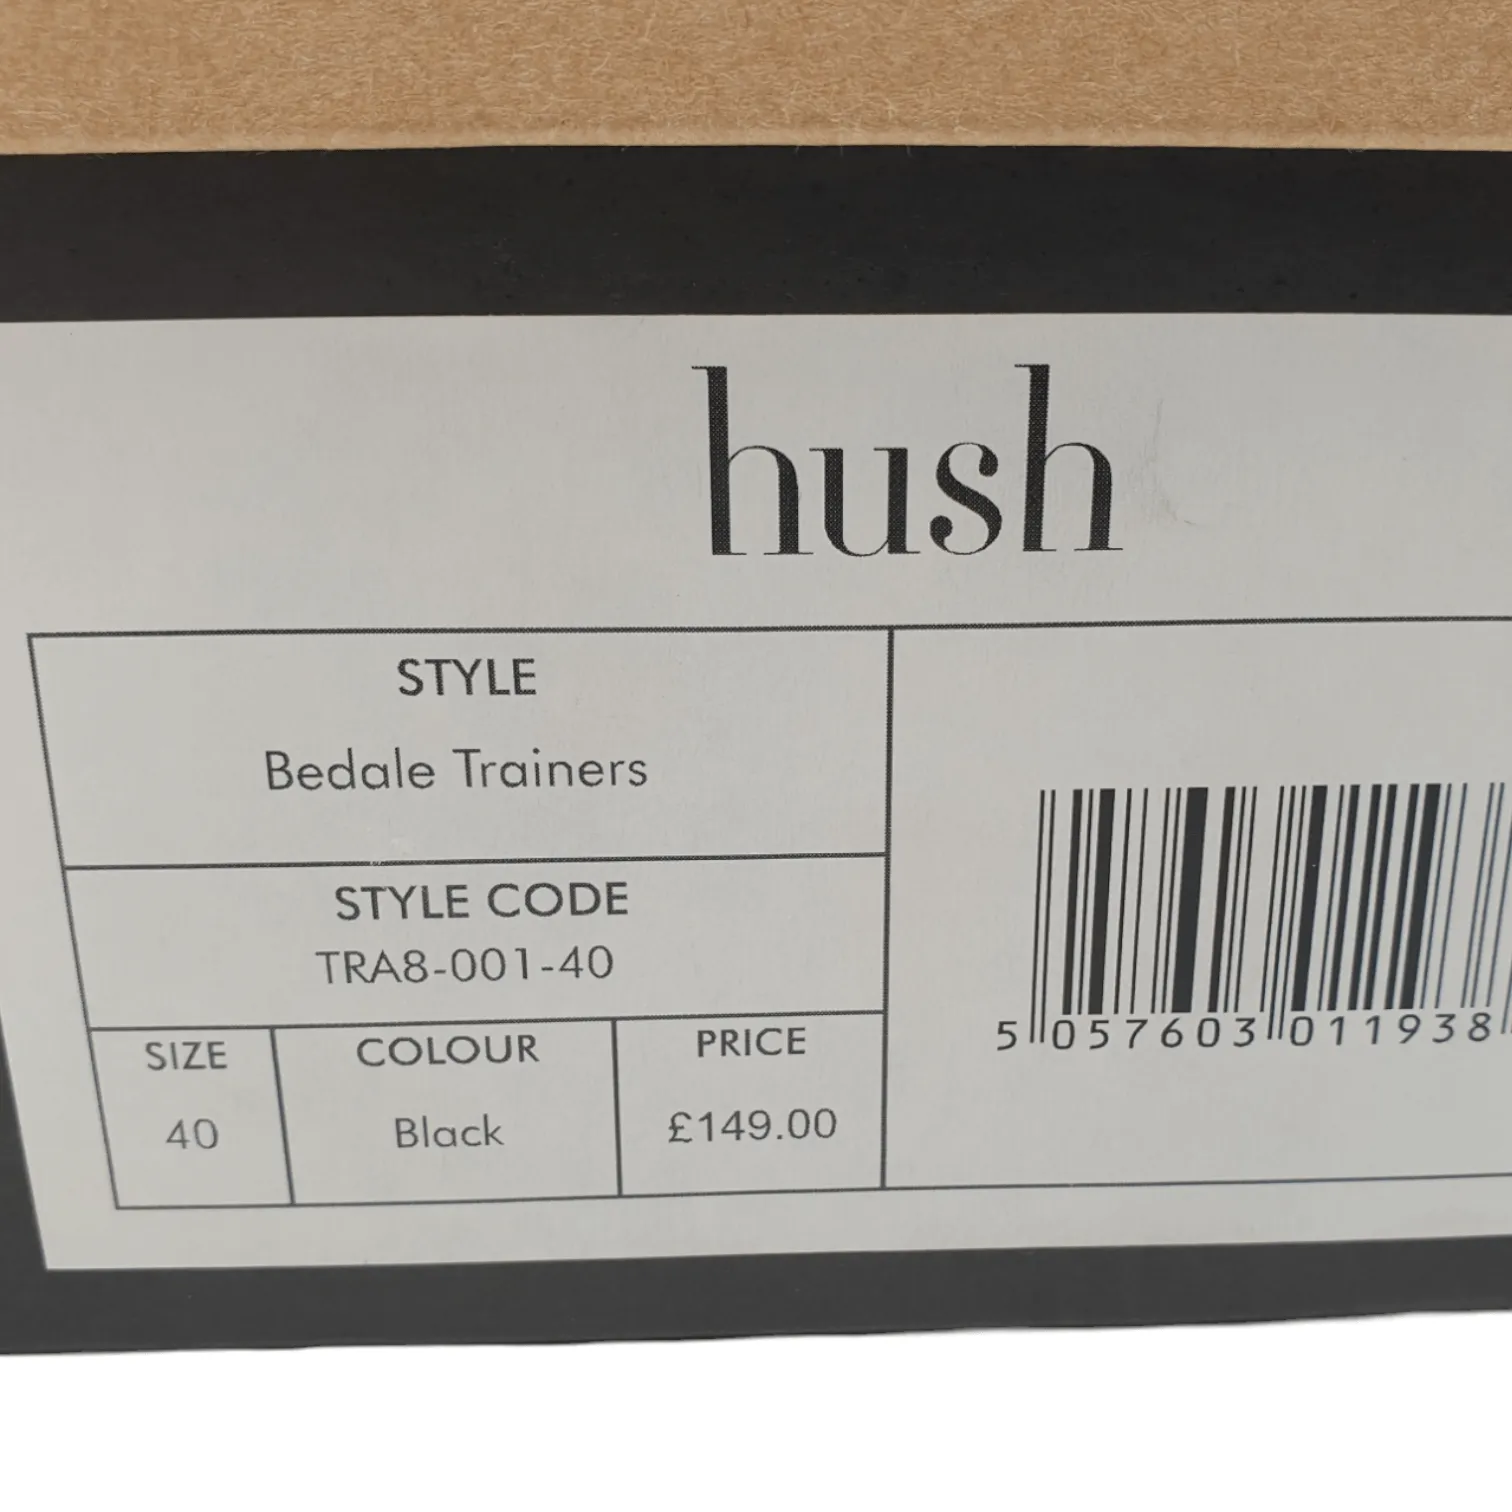 hush
STYLE
Bedale Trainers
STYLE CODE
TRA8-001-40
SIZE
40
COLOUR
Black
PRICE
£149.00
5 057603 011938